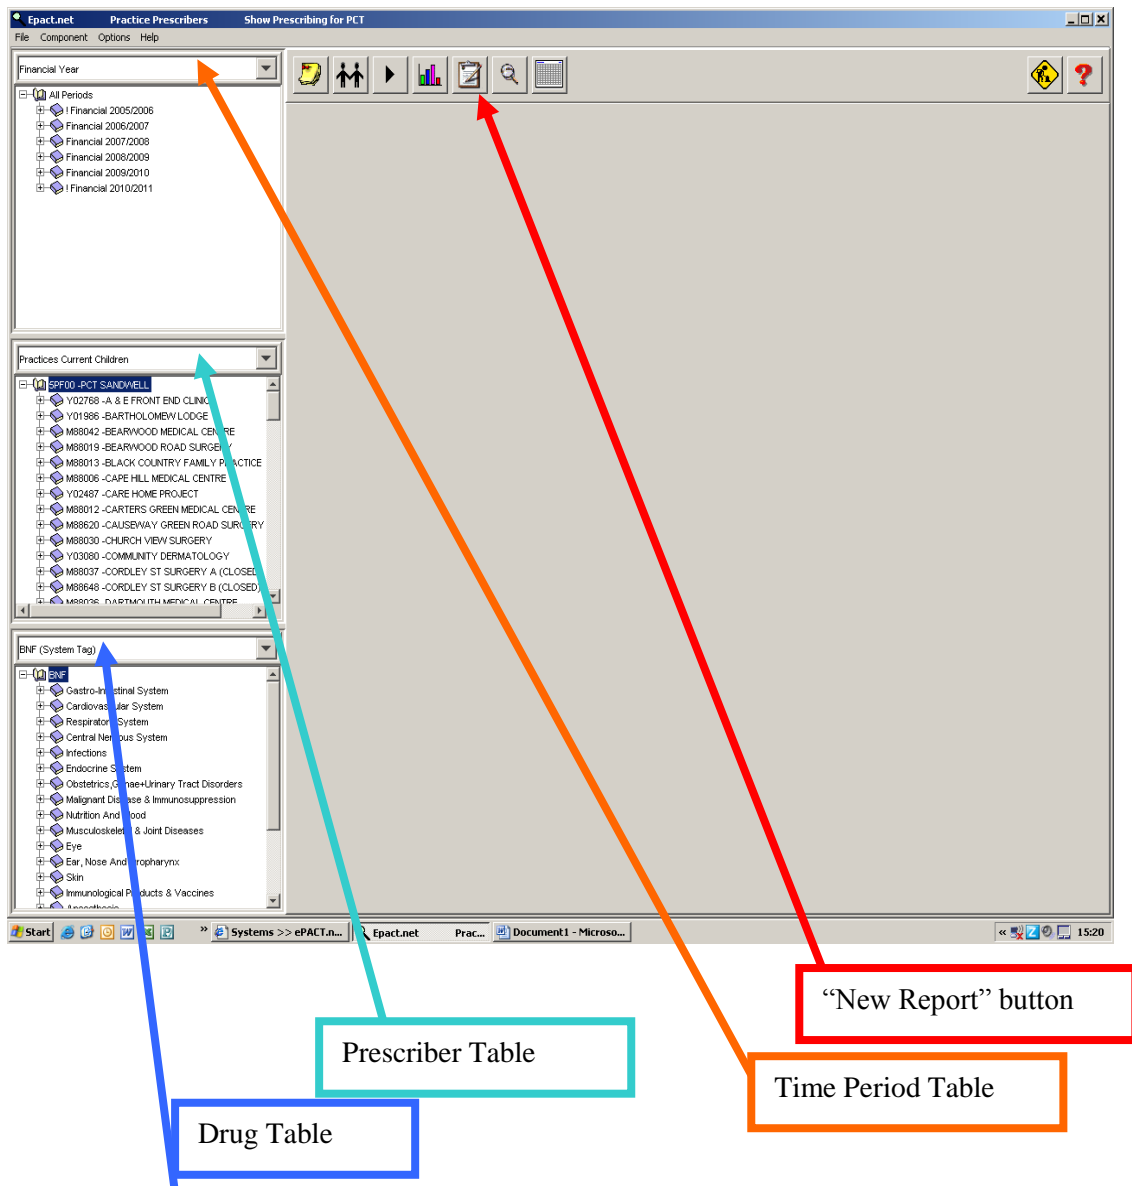 Epact.net Practice Prescribers Show Prescribing for PCT
File Component Options Help
Financial Year
All Periods
! Financial 2005/2006
Financial 2006/2007
Financial 2007/2008
Financial 2008/2009
Financial 2009/2010
! Financial 2010/2011
Practices Current Children
5PF00 -PCT SANDWELL
Y02768 -A & E FRONT END CLINIC
Y01986 -BARTHOLOMEW LODGE
M88042 -BEARWOOD MEDICAL CENTRE
M88019 -BEARWOOD ROAD SURGERY
M88013 -BLACK COUNTRY FAMILY PRACTICE
M88006 -CAPE HILL MEDICAL CENTRE
Y02487 -CARE HOME PROJECT
M88012 -CARTERS GREEN MEDICAL CENTRE
M88620 -CAUSEWAY GREEN ROAD SURGERY
M88030 -CHURCH VIEW SURGERY
Y03080 -COMMUNITY DERMATOLOGY
M88037 -CORDLEY ST SURGERY A (CLOSED)
M88648 -CORDLEY ST SURGERY B (CLOSED)
M88036 -DARTMOUTH MEDICAL CENTRE
BNF (System Tag)
BNF
Gastro-Intestinal System
Cardiovascular System
Respiratory System
Central Nervous System
Infections
Endocrine System
Obstetrics,Gynae+Urinary Tract Disorders
Malignant Disease & Immunosuppression
Nutrition And Blood
Musculoskeletal & Joint Diseases
Eye
Ear, Nose And Oropharynx
Skin
Immunological Products & Vaccines
Anaesthesia
Start » Systems >> ePACT.n... Epact.net Prac... Document1 - Microso... « 15:20
“New Report” button
Prescriber Table
Time Period Table
Drug Table